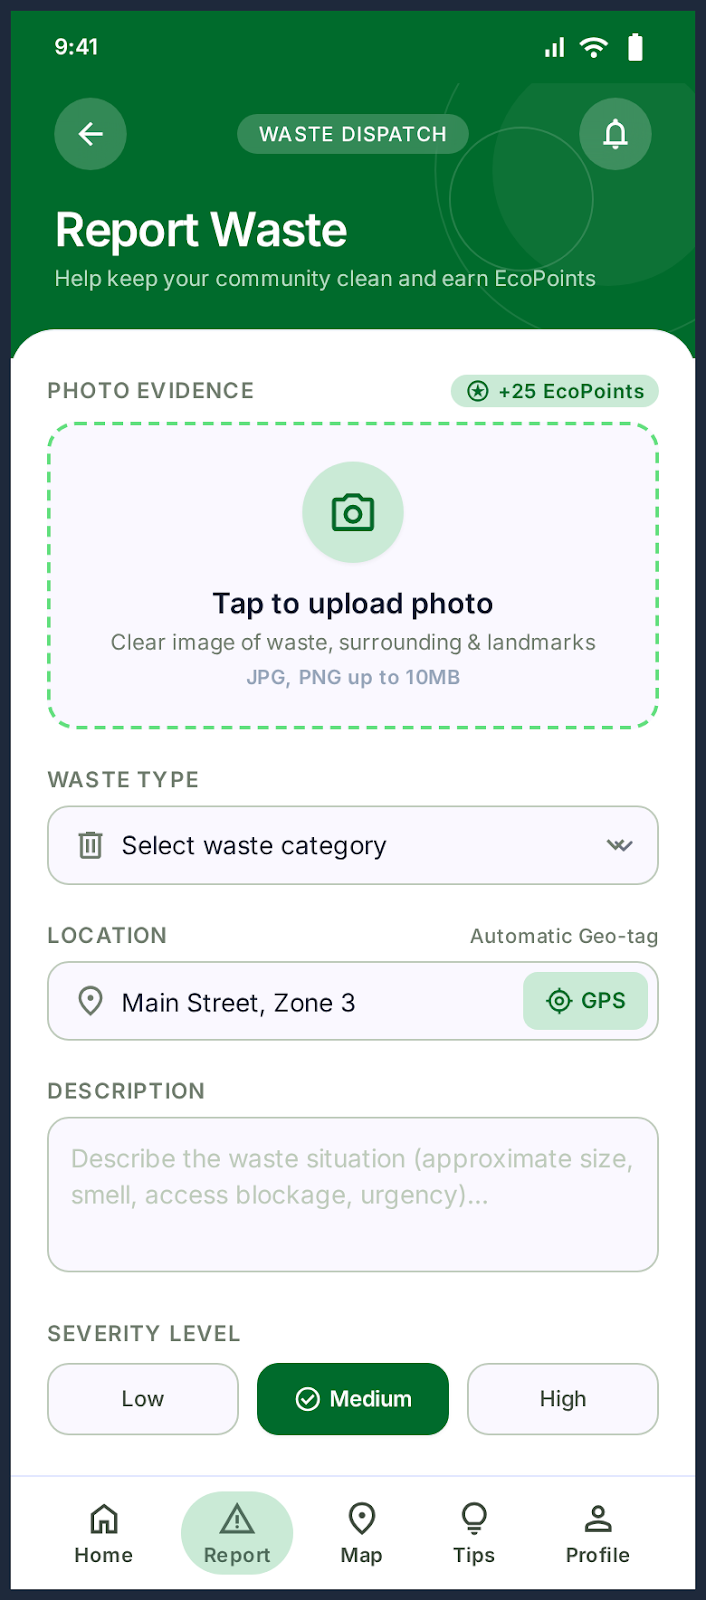 9:41
WASTE DISPATCH
Report Waste
Help keep your community clean and earn EcoPoints
PHOTO EVIDENCE
+25 EcoPoints
Tap to upload photo
Clear image of waste, surrounding & landmarks
JPG, PNG up to 10MB
WASTE TYPE
Select waste category
LOCATION
Automatic Geo-tag
Main Street, Zone 3
GPS
DESCRIPTION
Describe the waste situation (approximate size,
smell, access blockage, urgency)...
SEVERITY LEVEL
Low
Medium
High
Home
Report
Map
Tips
Profile